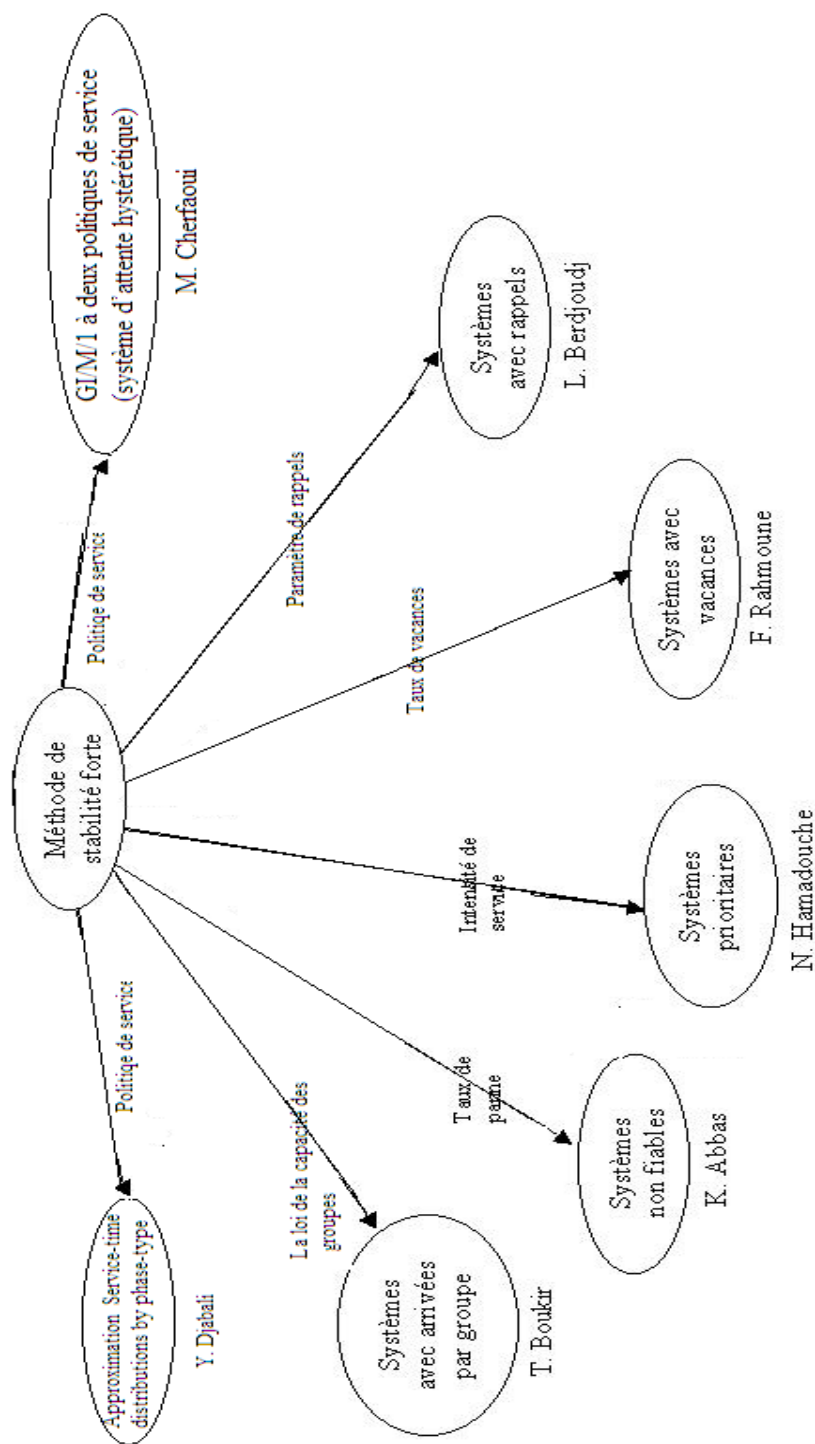 Méthode de
stabilité forte
Politiqe de service
Approximation Service-time
distributions by phase-type
Y. Djabali
La loi de la capacité des
groupes
Systèmes
avec arrivées
par groupe
T. Boukir
Taux de
panne
Systèmes
non fiables
K. Abbas
Intensité de
service
Systèmes
prioritaires
N. Hamadouche
Taux de vacances
Systèmes avec
vacances
F. Rahmoune
Paramètre de rappels
Systèmes
avec rappels
L. Berdjoudj
Politiqe de service
GI/M/1 à deux politiques de service
(système d'attente hystérétique)
M. Cherfaoui